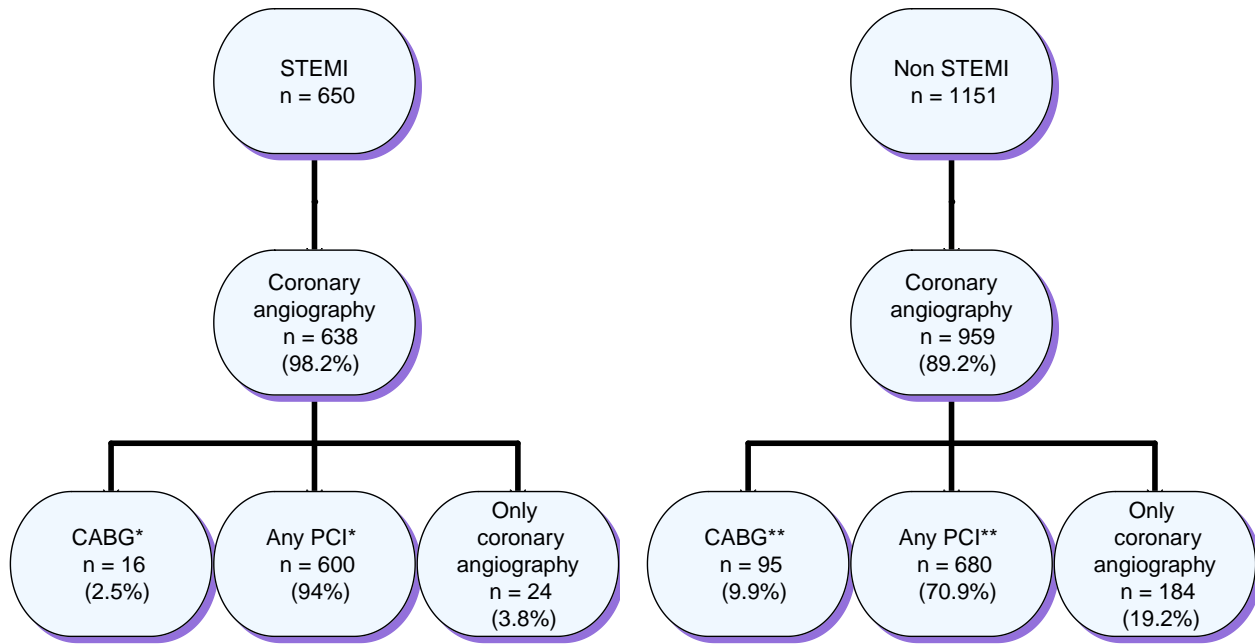 STEMI
n = 650
Non STEMI
n = 1151
Coronary
angiography
n = 638
(98.2%)
Coronary
angiography
n = 959
(89.2%)
CABG*
n = 16
(2.5%)
Any PCI*
n = 600
(94%)
Only
coronary
angiography
n = 24
(3.8%)
CABG**
n = 95
(9.9%)
Any PCI**
n = 680
(70.9%)
Only
coronary
angiography
n = 184
(19.2%)